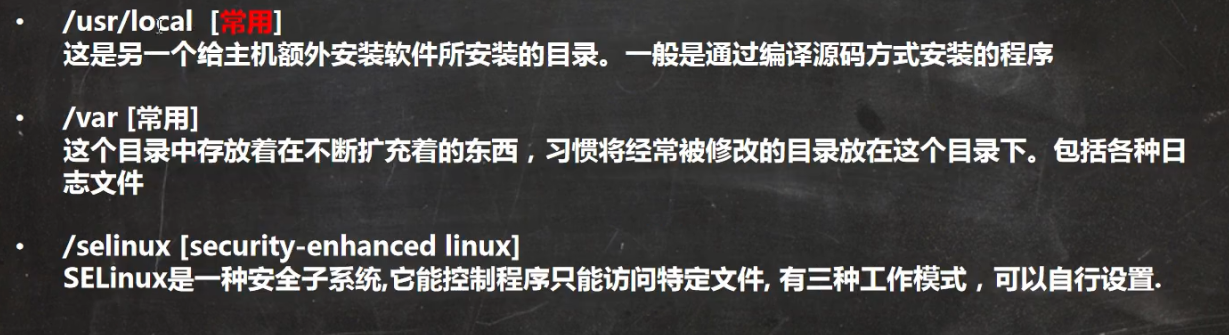 • /usr/local [常用]
这是另一个给主机额外安装软件所安装的目录。一般是通过编译源码方式安装的程序
• /var [常用]
这个目录中存放着在不断扩充着的东西，习惯将经常被修改的目录放在这个目录下。包括各种日
志文件
• /selinux [security-enhanced linux]
SELinux是一种安全子系统,它能控制程序只能访问特定文件, 有三种工作模式，可以自行设置.